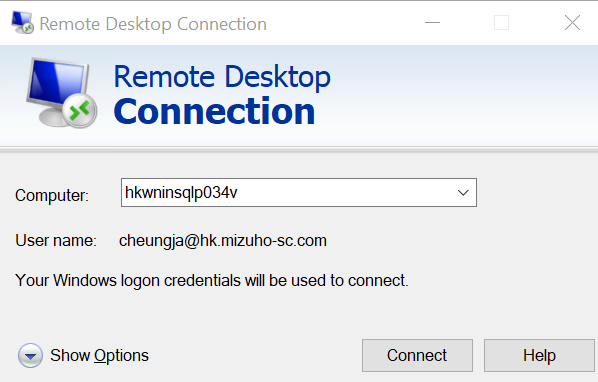 Remote Desktop Connection
Remote Desktop
Connection
Computer: hkwninsqlp034v
User name: cheungja@hk.mizuho-sc.com
Your Windows logon credentials will be used to connect.
Show Options Connect Help